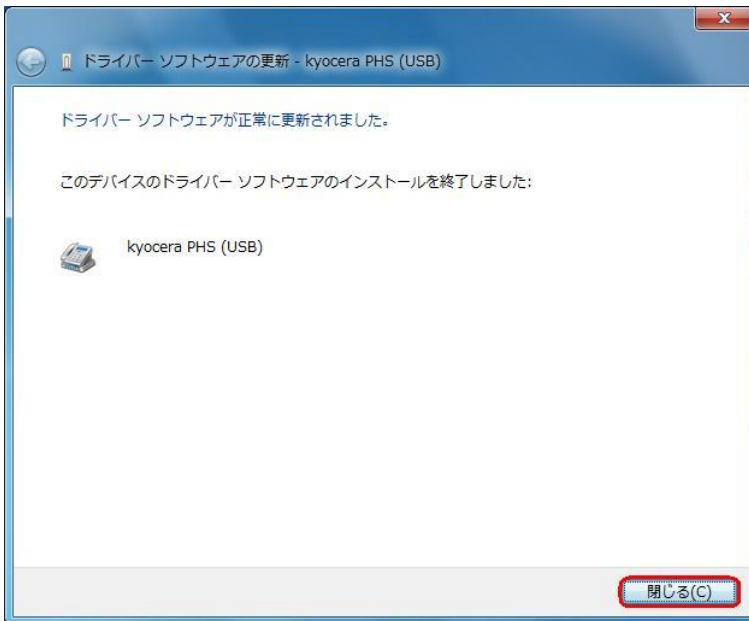 ドライバー ソフトウェアの更新 - kyocera PHS (USB)
ドライバー ソフトウェアが正常に更新されました。
このデバイスのドライバー ソフトウェアのインストールを終了しました:
kyocera PHS (USB)
閉じる(C)